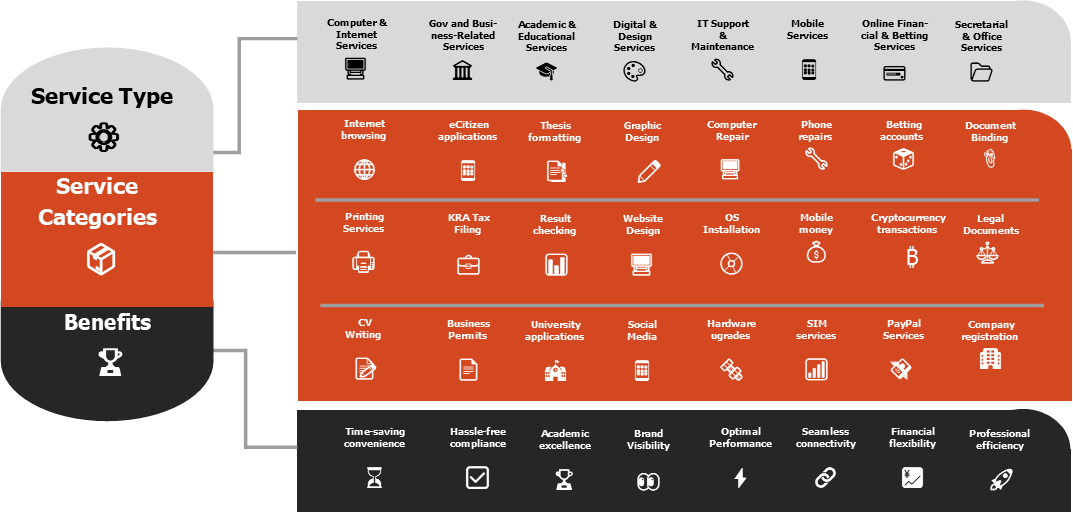 Service Type
Service
Categories
Benefits
Computer &
Internet
Services
Gov and Busi-
ness-Related
Services
Academic &
Educational
Services
Digital &
Design
Services
IT Support
&
Maintenance
Mobile
Services
Online Finan-
cial & Betting
Services
Secretarial
& Office
Services
Internet
browsing
eCitizen
applications
Thesis
formatting
Graphic
Design
Computer
Repair
Phone
repairs
Betting
accounts
Document
Binding
Printing
Services
KRA Tax
Filing
Result
checking
Website
Design
OS
Installation
Mobile
money
Cryptocurrency
transactions
Legal
Documents
CV
Writing
Business
Permits
University
applications
Social
Media
Hardware
ugrades
SIM
services
PayPal
Services
Company
registration
Time-saving
convenience
Hassle-free
compliance
Academic
excellence
Brand
Visibility
Optimal
Performance
Seamless
connectivity
Financial
flexibility
Professional
efficiency